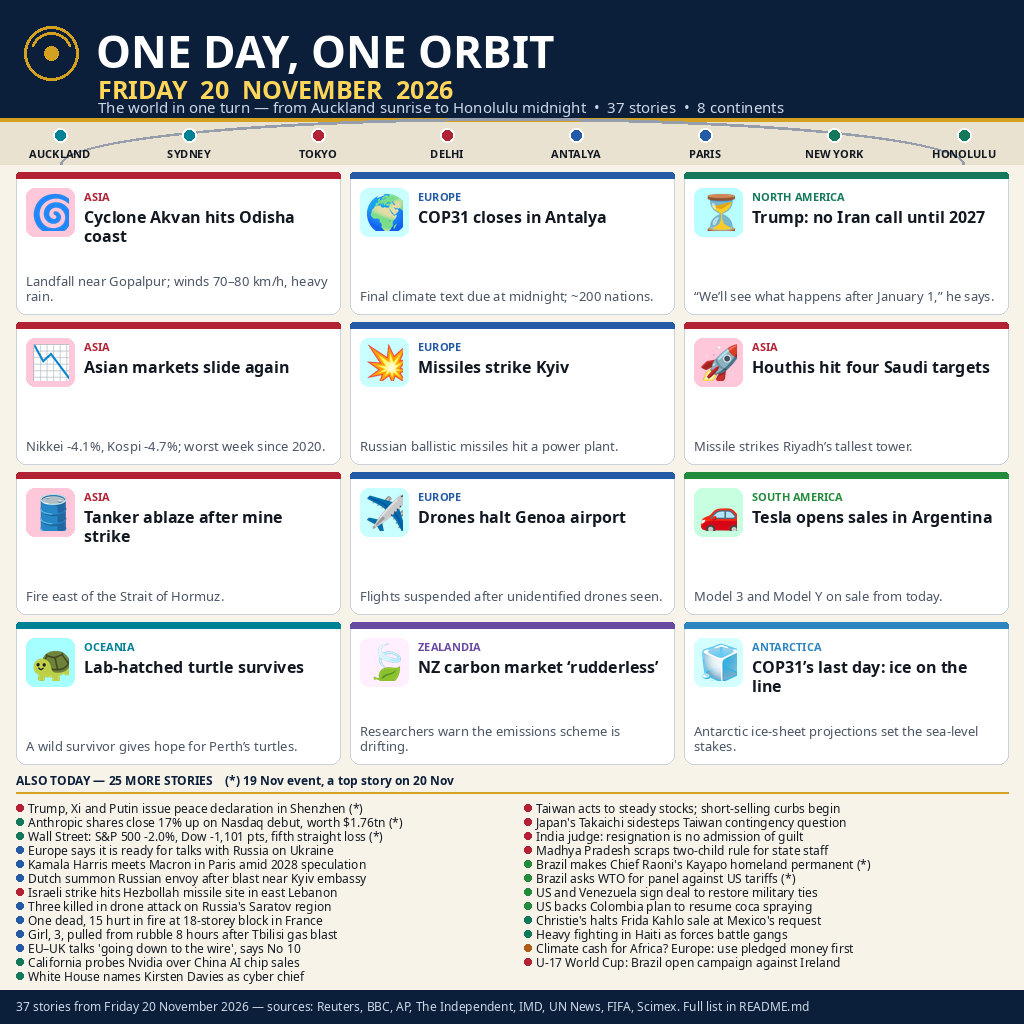 ONE DAY, ONE ORBIT
FRIDAY 20 NOVEMBER 2026
The world in one turn — from Auckland sunrise to Honolulu midnight • 37 stories • 8 continents
AUCKLAND
SYDNEY
TOKYO
DELHI
ANTALYA
PARIS
NEW YORK
HONOLULU
ASIA
Cyclone Akvan hits Odisha
coast
Landfall near Gopalpur; winds 70–80 km/h, heavy
rain.
EUROPE
COP31 closes in Antalya
Final climate text due at midnight; ~200 nations.
NORTH AMERICA
Trump: no Iran call until 2027
“We’ll see what happens after January 1,” he says.
ASIA
Asian markets slide again
Nikkei -4.1%, Kospi -4.7%; worst week since 2020.
EUROPE
Missiles strike Kyiv
Russian ballistic missiles hit a power plant.
ASIA
Houthis hit four Saudi targets
Missile strikes Riyadh’s tallest tower.
ASIA
Tanker ablaze after mine
strike
Fire east of the Strait of Hormuz.
EUROPE
Drones halt Genoa airport
Flights suspended after unidentified drones seen.
SOUTH AMERICA
Tesla opens sales in Argentina
Model 3 and Model Y on sale from today.
OCEANIA
Lab-hatched turtle survives
A wild survivor gives hope for Perth’s turtles.
ZEALANDIA
NZ carbon market ‘rudderless’
Researchers warn the emissions scheme is
drifting.
ANTARCTICA
COP31’s last day: ice on the
line
Antarctic ice-sheet projections set the sea-level
stakes.
ALSO TODAY — 25 MORE STORIES (*) 19 Nov event, a top story on 20 Nov
Trump, Xi and Putin issue peace declaration in Shenzhen (*)
Anthropic shares close 17% up on Nasdaq debut, worth $1.76tn (*)
Wall Street: S&P 500 -2.0%, Dow -1,101 pts, fifth straight loss (*)
Europe says it is ready for talks with Russia on Ukraine
Kamala Harris meets Macron in Paris amid 2028 speculation
Dutch summon Russian envoy after blast near Kyiv embassy
Israeli strike hits Hezbollah missile site in east Lebanon
Three killed in drone attack on Russia's Saratov region
One dead, 15 hurt in fire at 18-storey block in France
Girl, 3, pulled from rubble 8 hours after Tbilisi gas blast
EU–UK talks 'going down to the wire', says No 10
California probes Nvidia over China AI chip sales
White House names Kirsten Davies as cyber chief
Taiwan acts to steady stocks; short-selling curbs begin
Japan's Takaichi sidesteps Taiwan contingency question
India judge: resignation is no admission of guilt
Madhya Pradesh scraps two-child rule for state staff
Brazil makes Chief Raoni's Kayapo homeland permanent (*)
Brazil asks WTO for panel against US tariffs (*)
US and Venezuela sign deal to restore military ties
US backs Colombia plan to resume coca spraying
Christie's halts Frida Kahlo sale at Mexico's request
Heavy fighting in Haiti as forces battle gangs
Climate cash for Africa? Europe: use pledged money first
U-17 World Cup: Brazil open campaign against Ireland
37 stories from Friday 20 November 2026 — sources: Reuters, BBC, AP, The Independent, IMD, UN News, FIFA, Scimex. Full list in README.md